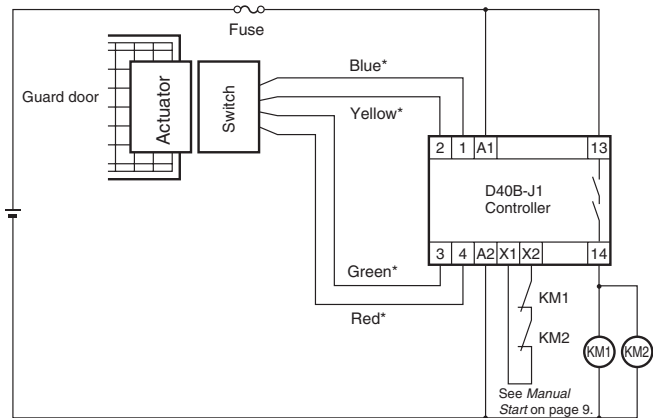 Fuse
Guard door
Actuator
Switch
Blue*
Yellow*
2 1 A1 13
D40B-J1
Controller
3 4 A2 X1 X2 14
Green*
Red*
KM1
KM2
KM1 KM2
See Manual
Start on page 9.